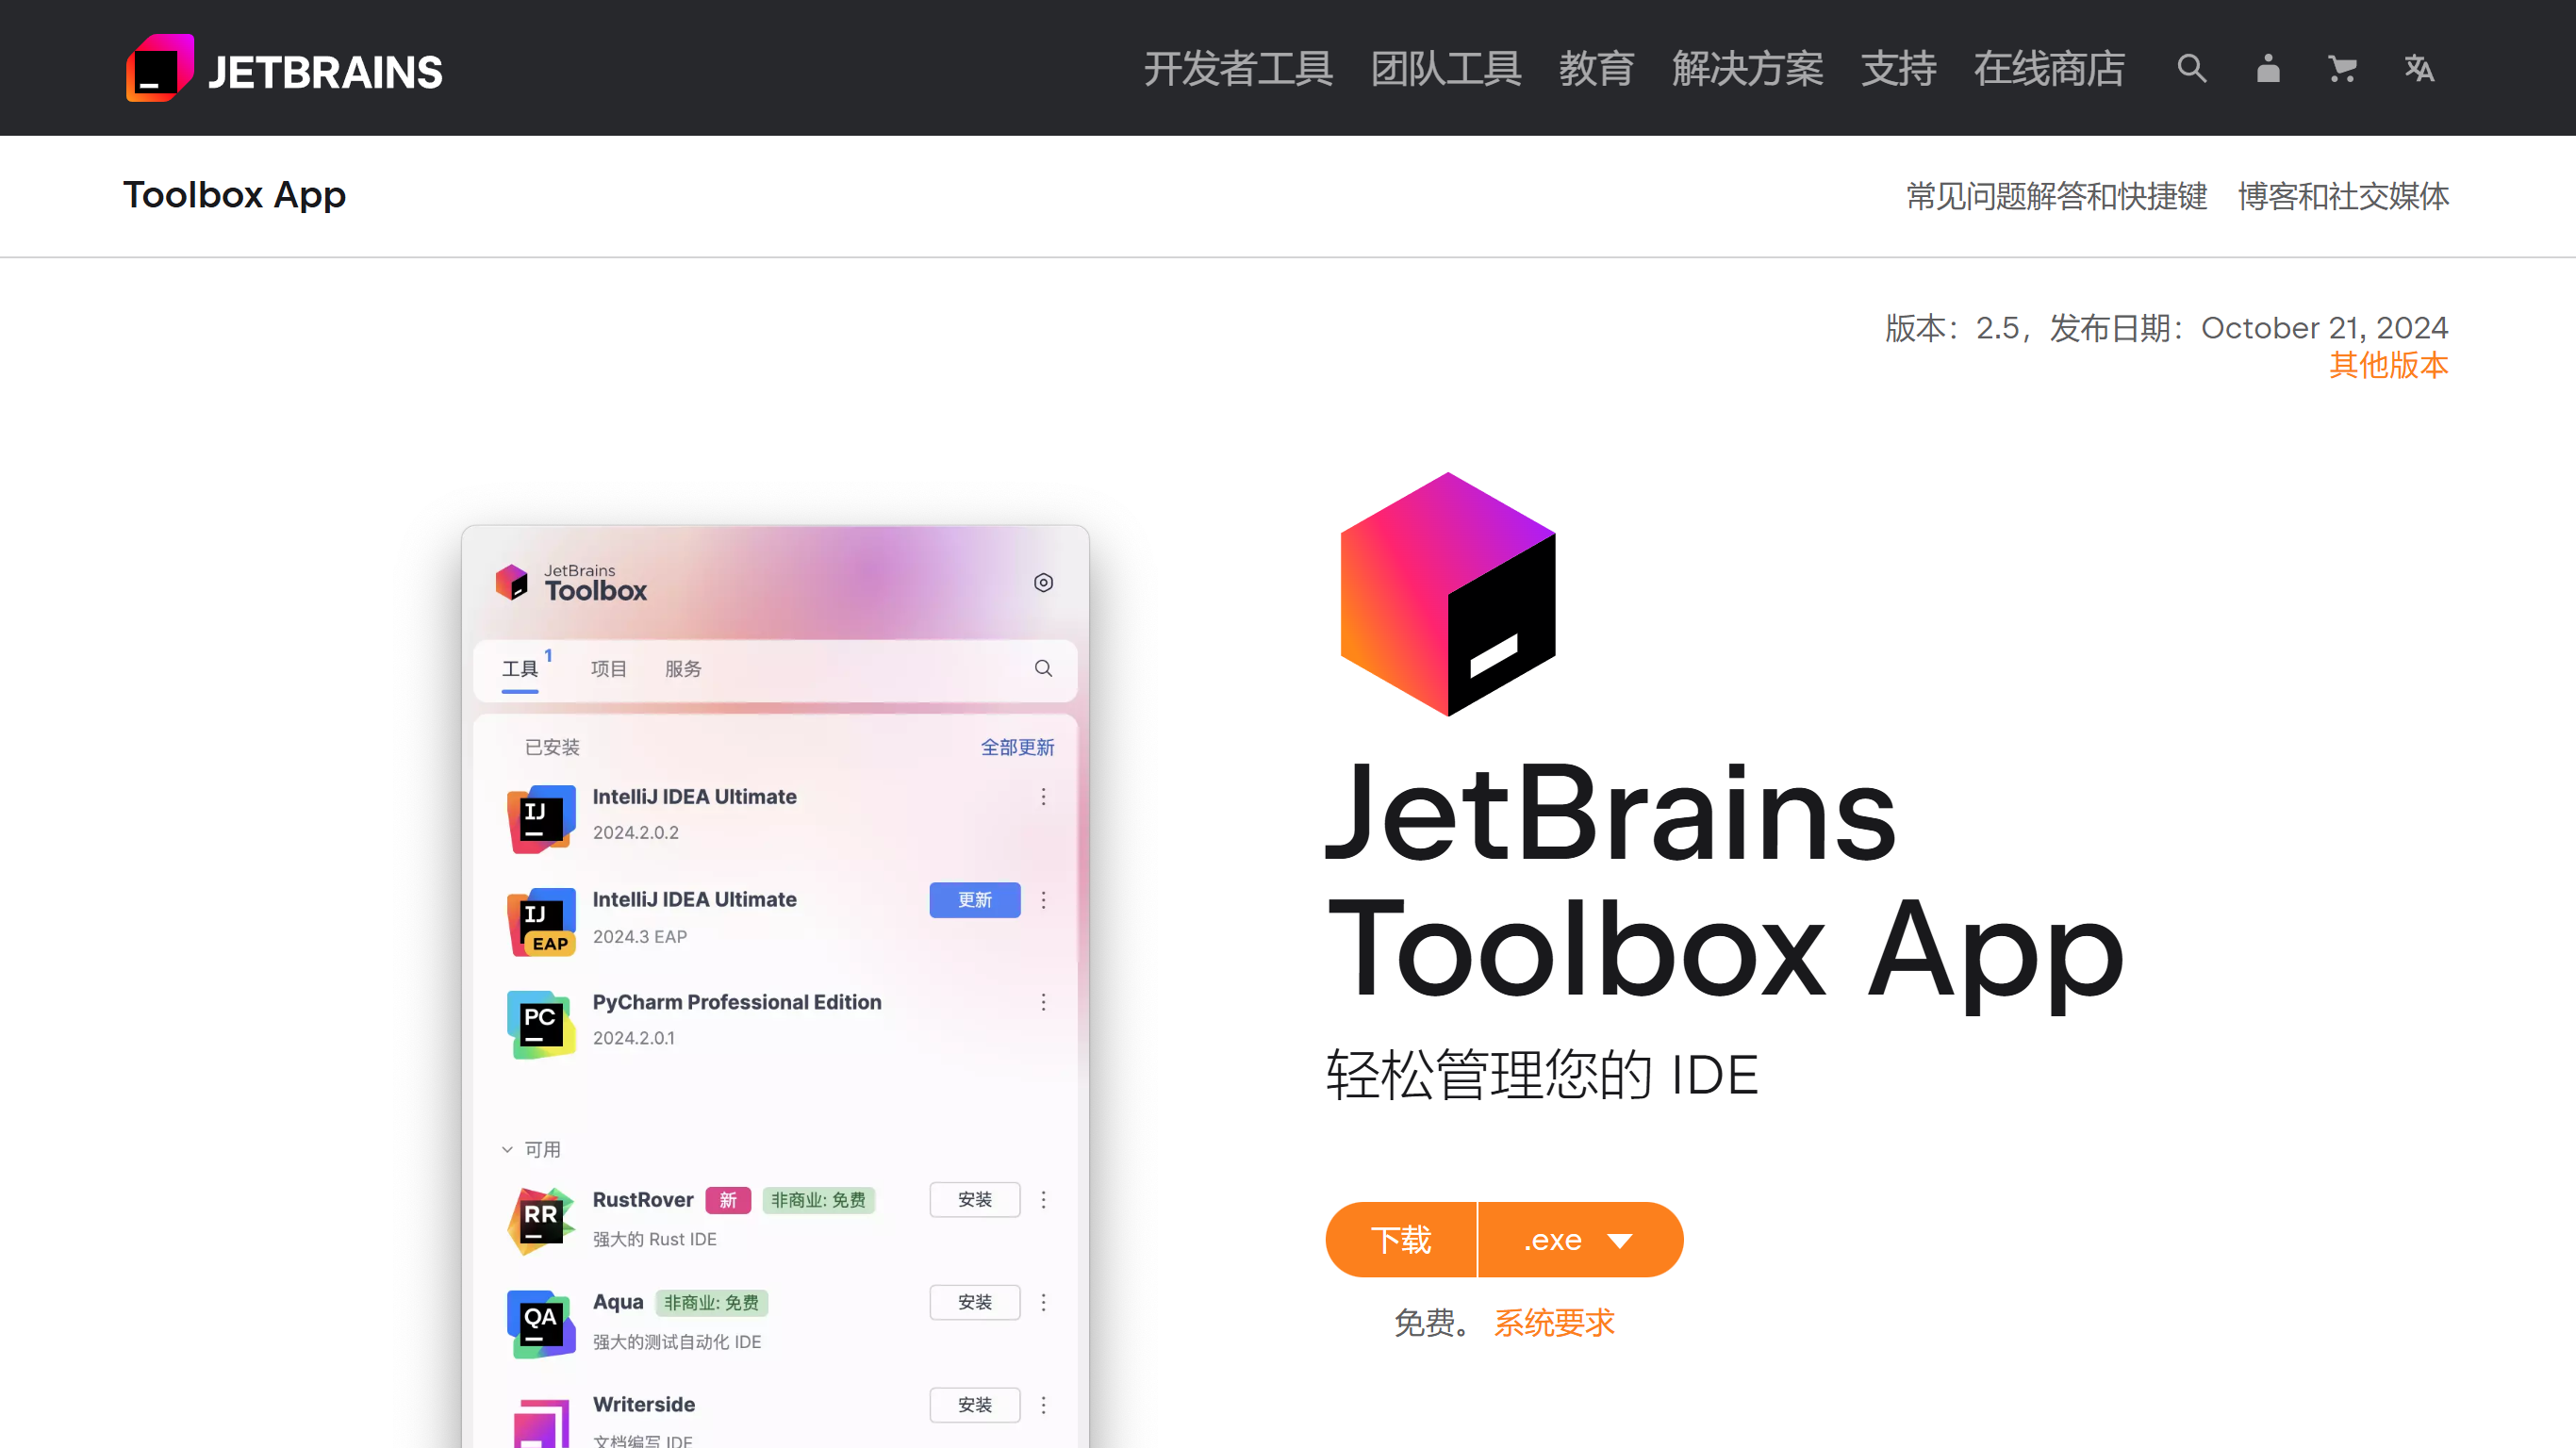 JETBRAINS
开发者工具 团队工具 教育 解决方案 支持 在线商店
Toolbox App
常见问题解答和快捷键 博客和社交媒体
版本：2.5，发布日期：October 21, 2024
其他版本
JetBrains
Toolbox
工具 1 项目 服务
已安装 全部更新
IJ
IntelliJ IDEA Ultimate
2024.2.0.2
IJ
EAP
IntelliJ IDEA Ultimate 更新
2024.3 EAP
PC
PyCharm Professional Edition
2024.2.0.1
可用
RR
RustRover 新 非商业: 免费 安装
强大的 Rust IDE
QA
Aqua 非商业: 免费 安装
强大的测试自动化 IDE
Writerside 安装
文档编写 IDE
JetBrains
Toolbox App
轻松管理您的 IDE
下载 .exe
免费。 系统要求